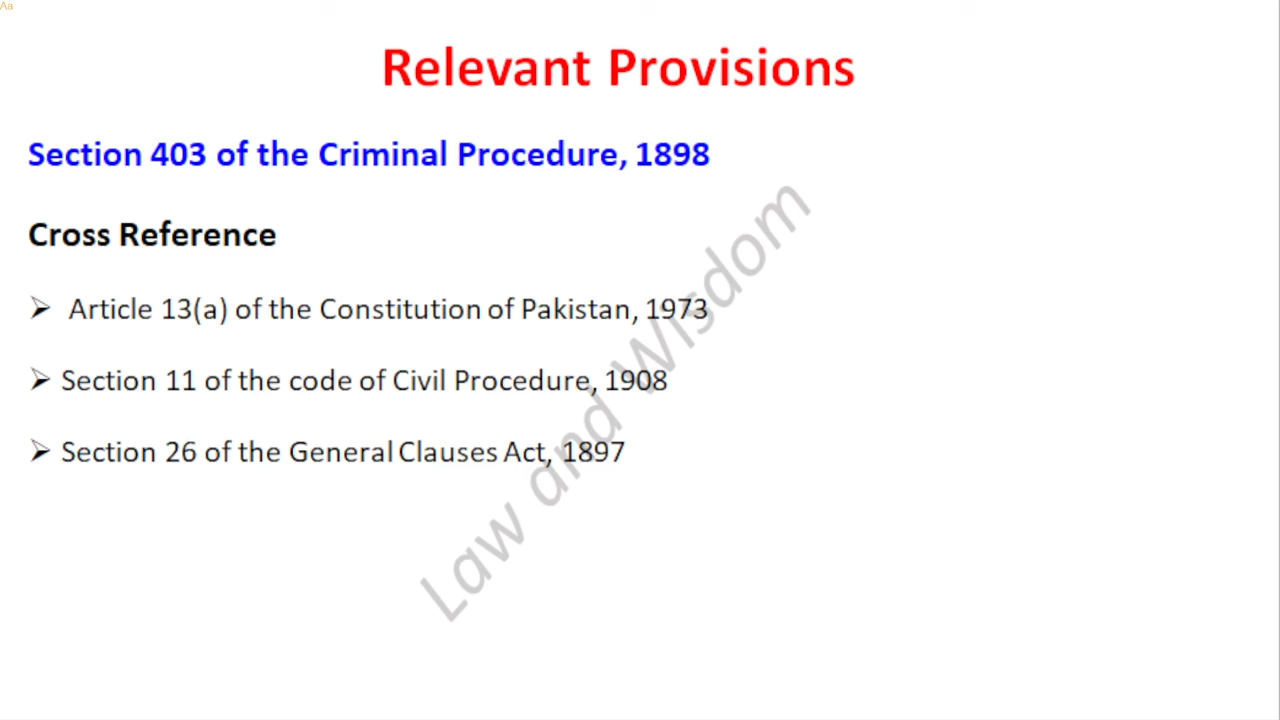 Aa
Relevant Provisions
Section 403 of the Criminal Procedure, 1898
Cross Reference
➢ Article 13(a) of the Constitution of Pakistan, 1973
➢ Section 11 of the code of Civil Procedure, 1908
➢ Section 26 of the General Clauses Act, 1897
Law and Wisdom